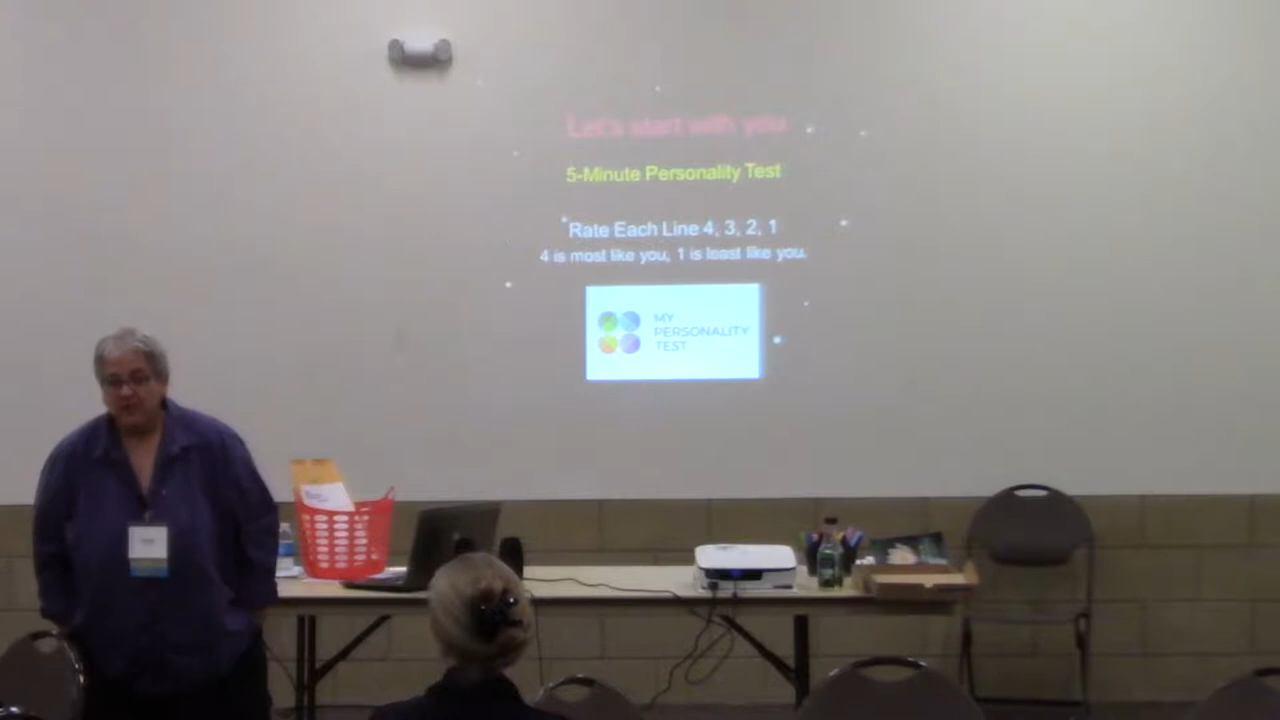 Let's start with you
5-Minute Personality Test
Rate Each Line 4, 3, 2, 1
4 is most like you, 1 is least like you.
MY
PERSONALITY
TEST